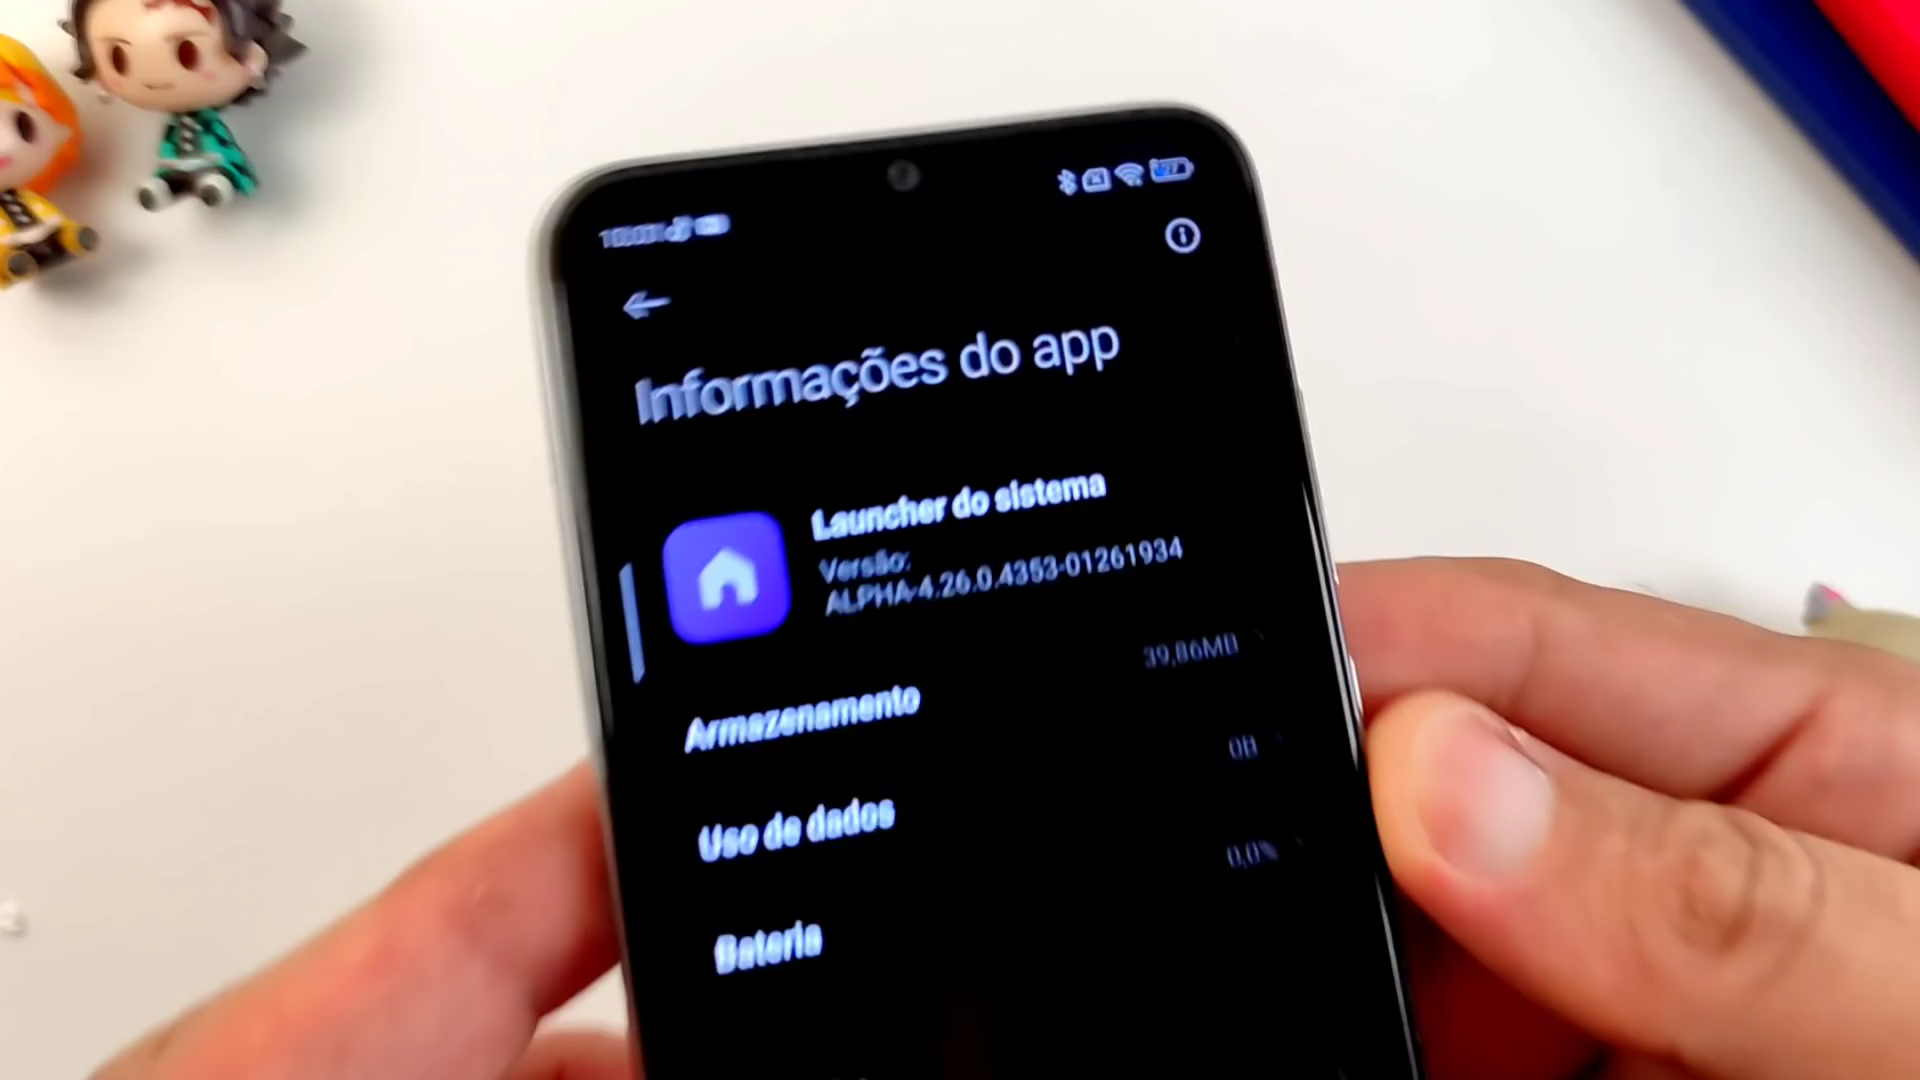 Informações do app
Launcher do sistema
Versão:
ALPHA-4.26.0.4353-01261934
39,86MB
Armazenamento
0B
Uso de dados
0,0%
Bateria